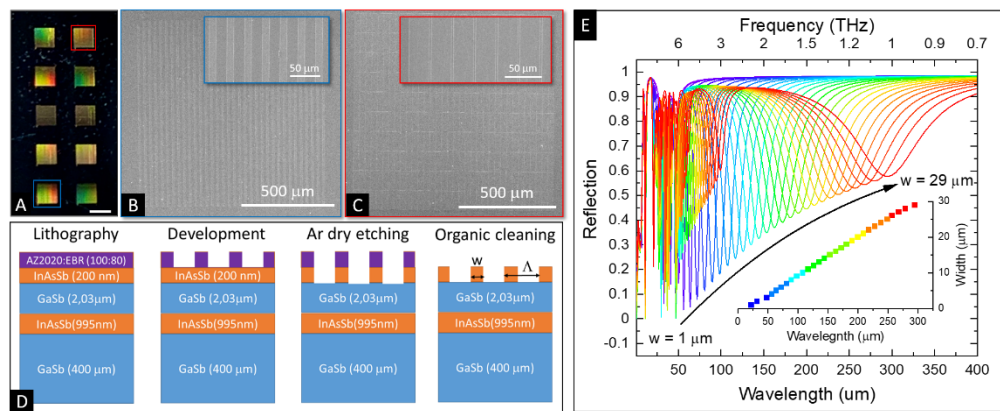 A
B
50 μm
500 μm
C
50 μm
500 μm
D
Lithography
Development
Ar dry etching
Organic cleaning
AZ2020:EBR (100:80)
InAsSb (200 nm)
GaSb (2,03μm)
InAsSb(995nm)
GaSb (400 μm)
InAsSb (200 nm)
GaSb (2,03μm)
InAsSb(995nm)
GaSb (400 μm)
GaSb (2,03μm)
InAsSb(995nm)
GaSb (400 μm)
w
Λ
GaSb (2,03μm)
InAsSb(995nm)
GaSb (400 μm)
E
Frequency (THz)
6 3 2 1.5 1.2 1 0.9 0.7
Reflection
1
0.9
0.8
0.7
0.6
0.5
0.4
0.3
0.2
0.1
0
-0.1
w = 29 μm
w = 1 μm
30
20
10
0
Width (μm)
0 50 100 150 200 250 300
Wavelegnth (μm)
50 100 150 200 250 300 350 400
Wavelength (um)